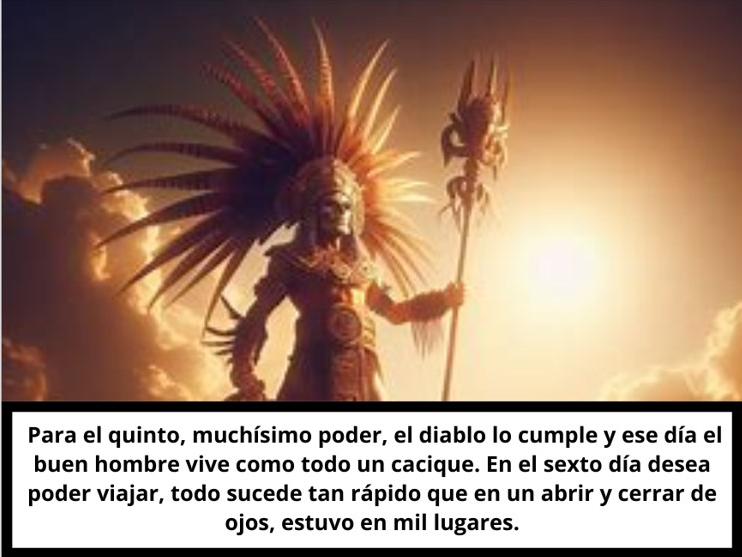 Para el quinto, muchísimo poder, el diablo lo cumple y ese día el
buen hombre vive como todo un cacique. En el sexto día desea
poder viajar, todo sucede tan rápido que en un abrir y cerrar de
ojos, estuvo en mil lugares.